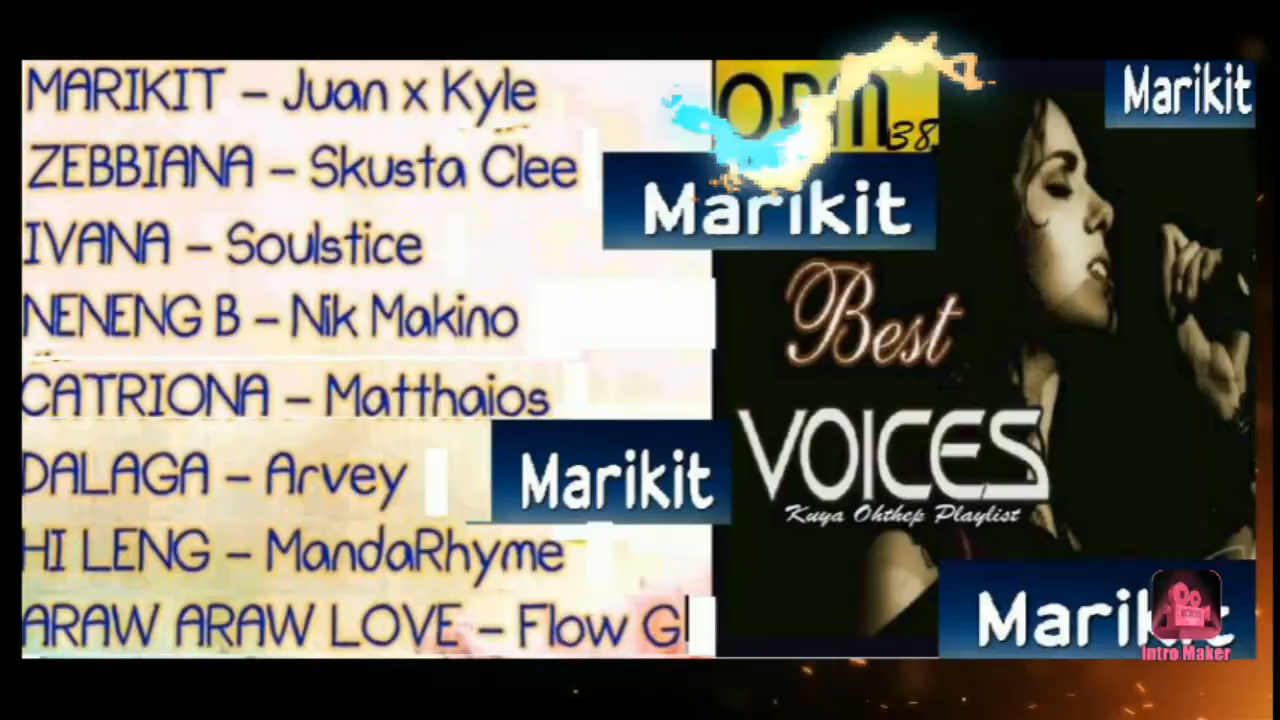 MARIKIT – Juan x Kyle
ZEBBIANA – Skusta Clee
IVANA – Soulstice
NENENG B – Nik Makino
CATRIONA – Matthaios
DALAGA – Arvey
HI LENG – MandaRhyme
ARAW ARAW LOVE – Flow G
OPM 38
Marikit
Marikit
Best
VOICES
Kuya Ohthep Playlist
Marikit
Marikit
Intro Maker